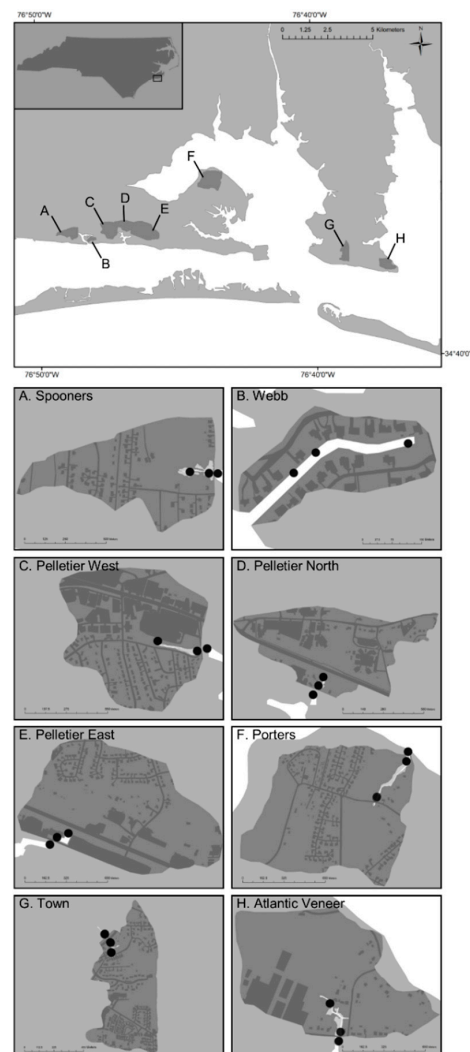 76°50'0"W 76°40'0"W
0 1.25 2.5 5 Kilometers
N
A
B
C
D
E
F
G
H
76°50'0"W 76°40'0"W
34°40'0
A. Spooners
B. Webb
C. Pelletier West
D. Pelletier North
E. Pelletier East
F. Porters
G. Town
H. Atlantic Veneer